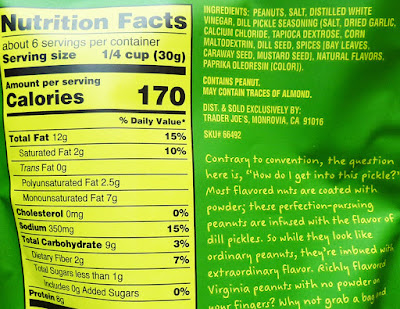 Nutrition Facts
about 6 servings per container
Serving size 1/4 cup (30g)
Amount per serving
Calories 170
% Daily Value*
Total Fat 12g 15%
Saturated Fat 2g 10%
Trans Fat 0g
Polyunsaturated Fat 2.5g
Monounsaturated Fat 7g
Cholesterol 0mg 0%
Sodium 350mg 15%
Total Carbohydrate 9g 3%
Dietary Fiber 2g 7%
Total Sugars less than 1g
Includes 0g Added Sugars 0%
Protein 8g
INGREDIENTS: PEANUTS, SALT, DISTILLED WHITE
VINEGAR, DILL PICKLE SEASONING (SALT, DRIED GARLIC,
CALCIUM CHLORIDE, TAPIOCA DEXTROSE, CORN
MALTODEXTRIN, DILL SEED, SPICES [BAY LEAVES,
CARAWAY SEED, MUSTARD SEED], NATURAL FLAVORS,
PAPRIKA OLEORESIN [COLOR]).
CONTAINS PEANUT.
MAY CONTAIN TRACES OF ALMOND.
DIST. & SOLD EXCLUSIVELY BY:
TRADER JOE'S, MONROVIA, CA 91016
SKU# 66492
Contrary to convention, the question
here is, "How do I get into this pickle?"
Most flavored nuts are coated with
powder; these perfection-pursuing
peanuts are infused with the flavor of
dill pickles. So while they look like
ordinary peanuts, they're imbued with
extraordinary flavor. Richly flavored
Virginia peanuts with no powder on
your fingers? Why not grab a bag and